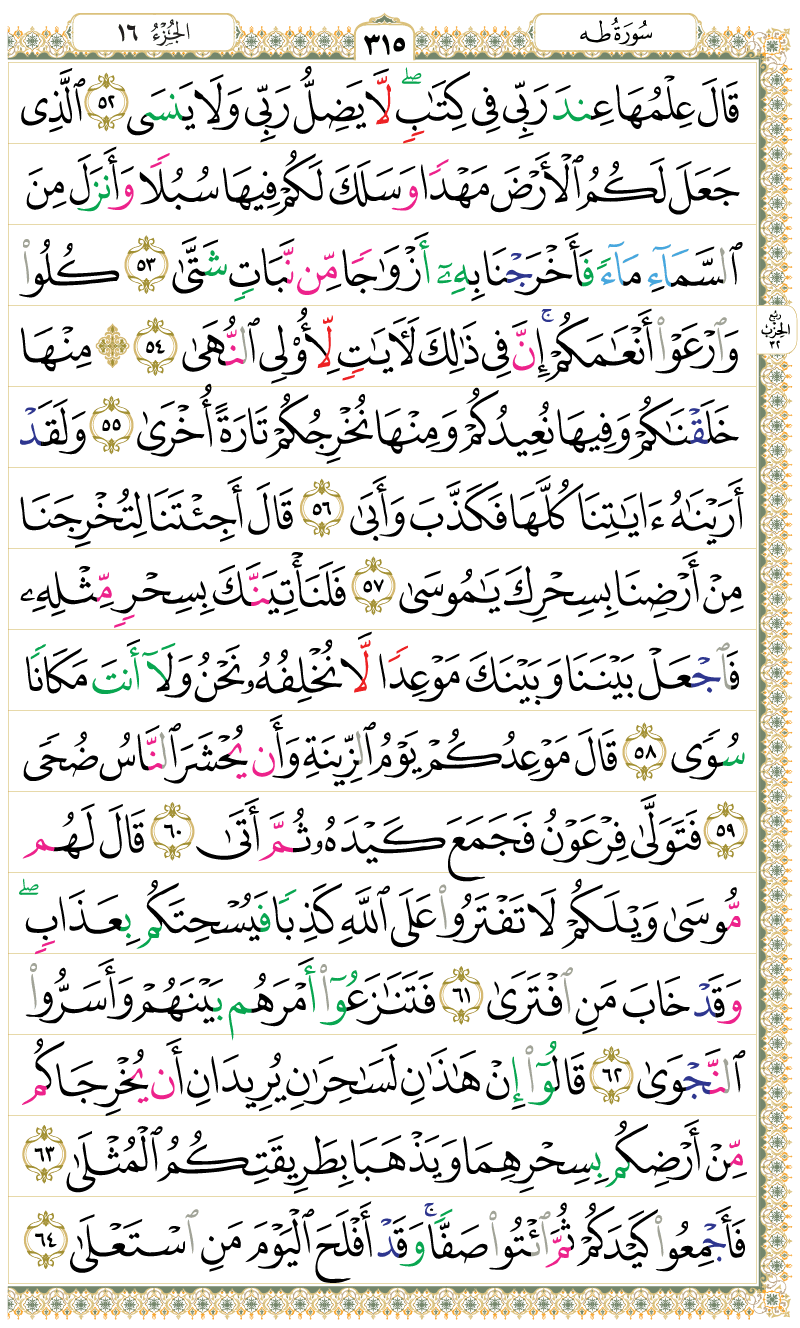 سُورَةُ طه
٣١٥
الجُزْءُ ١٦
قَالَ عِلْمُهَا عِندَ رَبِّى فِى كِتَٰبٍۖ لَّا يَضِلُّ رَبِّى وَلَا يَنسَى ٥٢ ٱلَّذِى
جَعَلَ لَكُمُ ٱلْأَرْضَ مَهْدًا وَسَلَكَ لَكُمْ فِيهَا سُبُلًا وَأَنزَلَ مِنَ
ٱلسَّمَآءِ مَآءً فَأَخْرَجْنَا بِهِۦٓ أَزْوَٰجًا مِّن نَّبَاتٍ شَتَّىٰ ٥٣ كُلُوا۟
وَٱرْعَوْا۟ أَنْعَٰمَكُمْۗ إِنَّ فِى ذَٰلِكَ لَءَايَٰتٍ لِّأُو۟لِى ٱلنُّهَىٰ ٥٤ ۞ مِنْهَا
ربع
الحِزْب
٣٢
خَلَقْنَٰكُمْ وَفِيهَا نُعِيدُكُمْ وَمِنْهَا نُخْرِجُكُمْ تَارَةً أُخْرَىٰ ٥٥ وَلَقَدْ
أَرَيْنَٰهُ ءَايَٰتِنَا كُلَّهَا فَكَذَّبَ وَأَبَىٰ ٥٦ قَالَ أَجِئْتَنَا لِتُخْرِجَنَا
مِنْ أَرْضِنَا بِسِحْرِكَ يَٰمُوسَىٰ ٥٧ فَلَنَأْتِيَنَّكَ بِسِحْرٍ مِّثْلِهِۦ
فَٱجْعَلْ بَيْنَنَا وَبَيْنَكَ مَوْعِدًا لَّا نُخْلِفُهُۥ نَحْنُ وَلَآ أَنتَ مَكَانًا
سُوًى ٥٨ قَالَ مَوْعِدُكُمْ يَوْمُ ٱلزِّينَةِ وَأَن يُحْشَرَ ٱلنَّاسُ ضُحًى
٥٩ فَتَوَلَّىٰ فِرْعَوْنُ فَجَمَعَ كَيْدَهُۥ ثُمَّ أَتَىٰ ٦٠ قَالَ لَهُم
مُّوسَىٰ وَيْلَكُمْ لَا تَفْتَرُوا۟ عَلَى ٱللَّهِ كَذِبًا فَيُسْحِتَكُم بِعَذَابٍۖ
وَقَدْ خَابَ مَنِ ٱفْتَرَىٰ ٦١ فَتَنَٰزَعُوٓا۟ أَمْرَهُم بَيْنَهُمْ وَأَسَرُّوا۟
ٱلنَّجْوَىٰ ٦٢ قَالُوٓا۟ إِنْ هَٰذَٰنِ لَسَٰحِرَٰنِ يُرِيدَانِ أَن يُخْرِجَاكُم
مِّنْ أَرْضِكُم بِسِحْرِهِمَا وَيَذْهَبَا بِطَرِيقَتِكُمُ ٱلْمُثْلَىٰ ٦٣
فَأَجْمِعُوا۟ كَيْدَكُمْ ثُمَّ ٱئْتُوا۟ صَفًّاۚ وَقَدْ أَفْلَحَ ٱلْيَوْمَ مَنِ ٱسْتَعْلَىٰ ٦٤